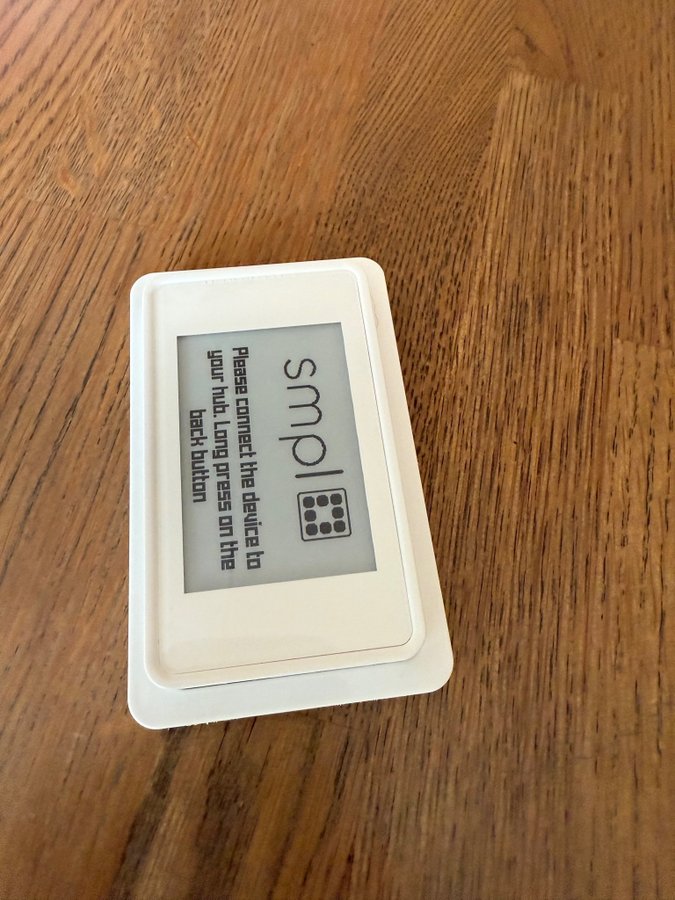 smpl
Please connect the device to
your hub. Long press on the
back button